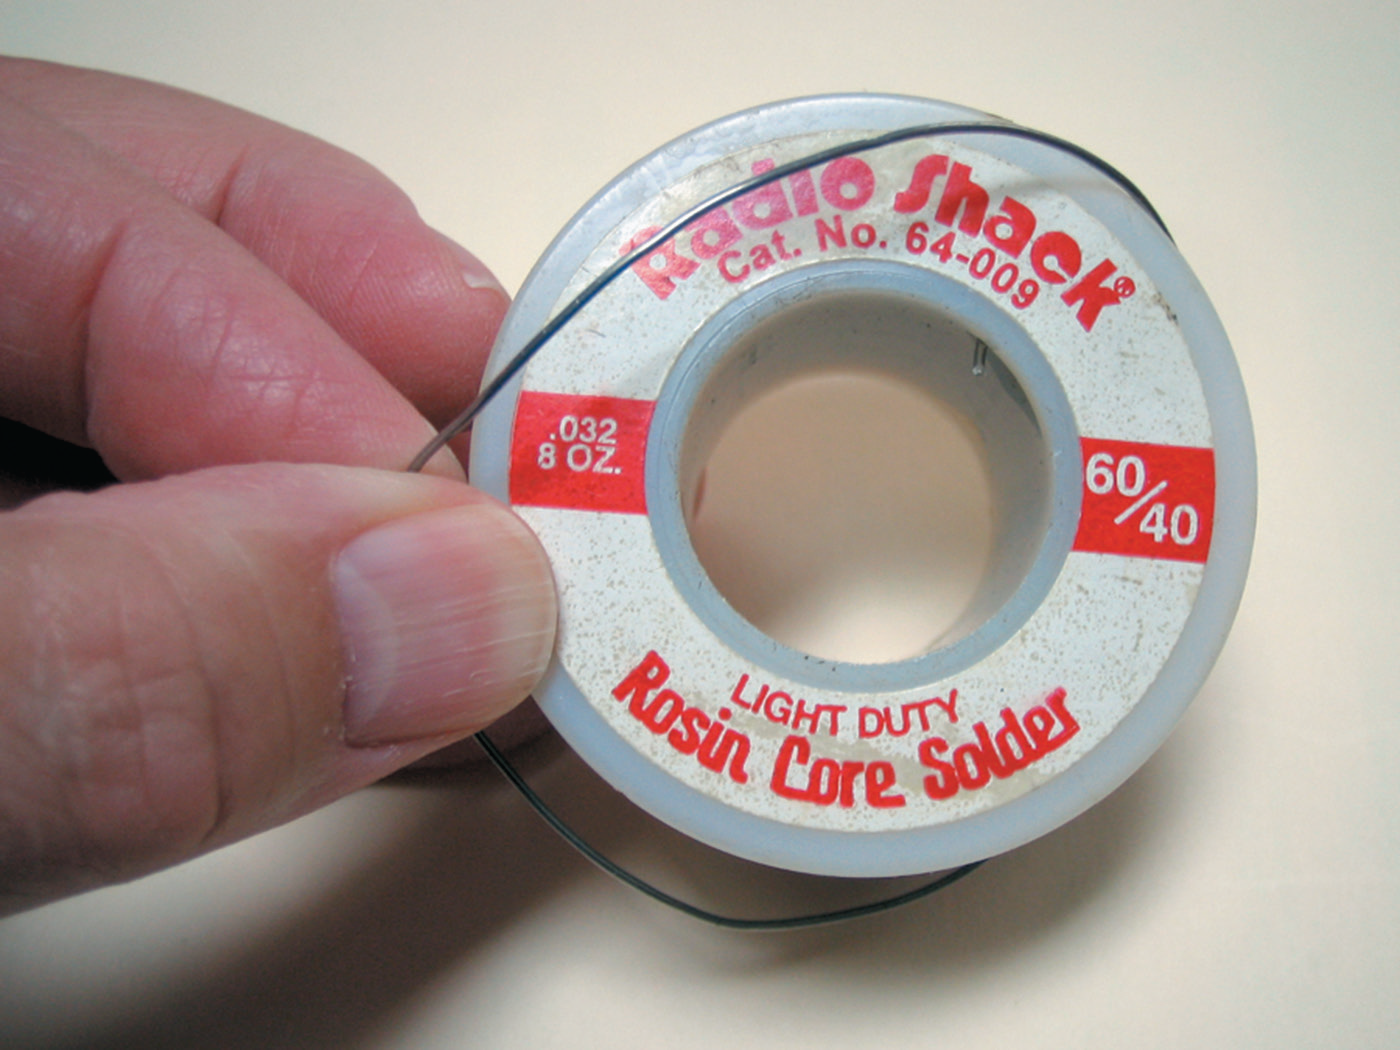 Radio Shack®
Cat. No. 64-009
.032
8 OZ.
60/40
LIGHT DUTY
Rosin Core Solder